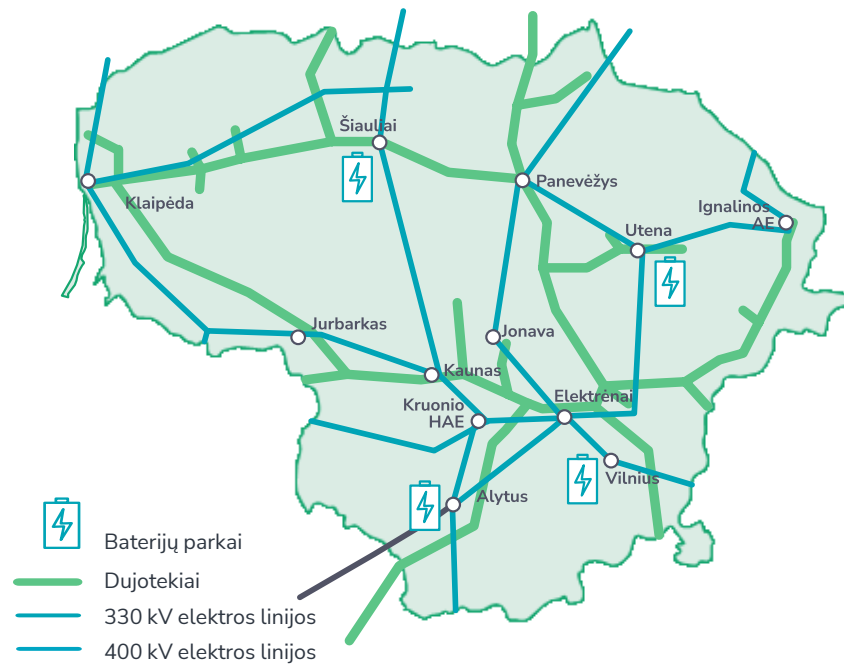 Šiauliai
Panevėžys
Klaipėda
Ignalinos
AE
Utena
Jurbarkas
Jonava
Kaunas
Elektrėnai
Kruonio
HAE
Vilnius
Alytus
Baterijų parkai
Dujotekiai
330 kV elektros linijos
400 kV elektros linijos